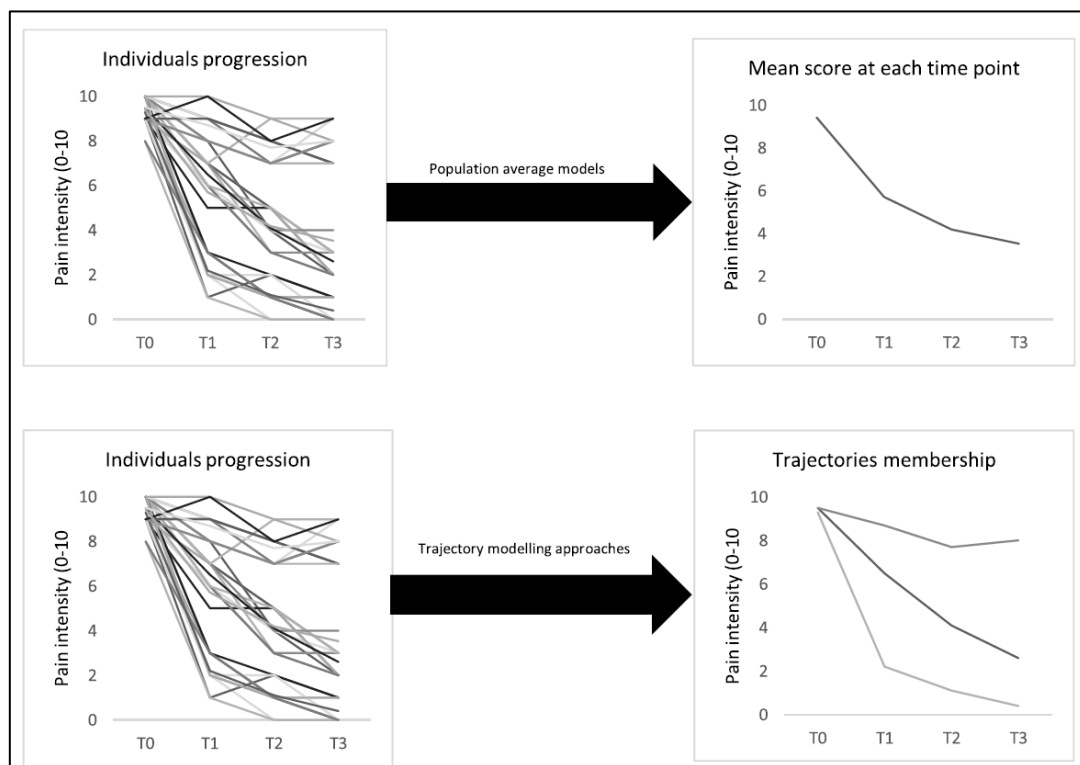 Individuals progression
Pain intensity (0-10
10
8
6
4
2
0
T0 T1 T2 T3
Population average models
Mean score at each time point
Pain intensity (0-10
10
8
6
4
2
0
T0 T1 T2 T3
Individuals progression
Pain intensity (0-10
10
8
6
4
2
0
T0 T1 T2 T3
Trajectory modelling approaches
Trajectories membership
Pain intensity (0-10
10
8
6
4
2
0
T0 T1 T2 T3